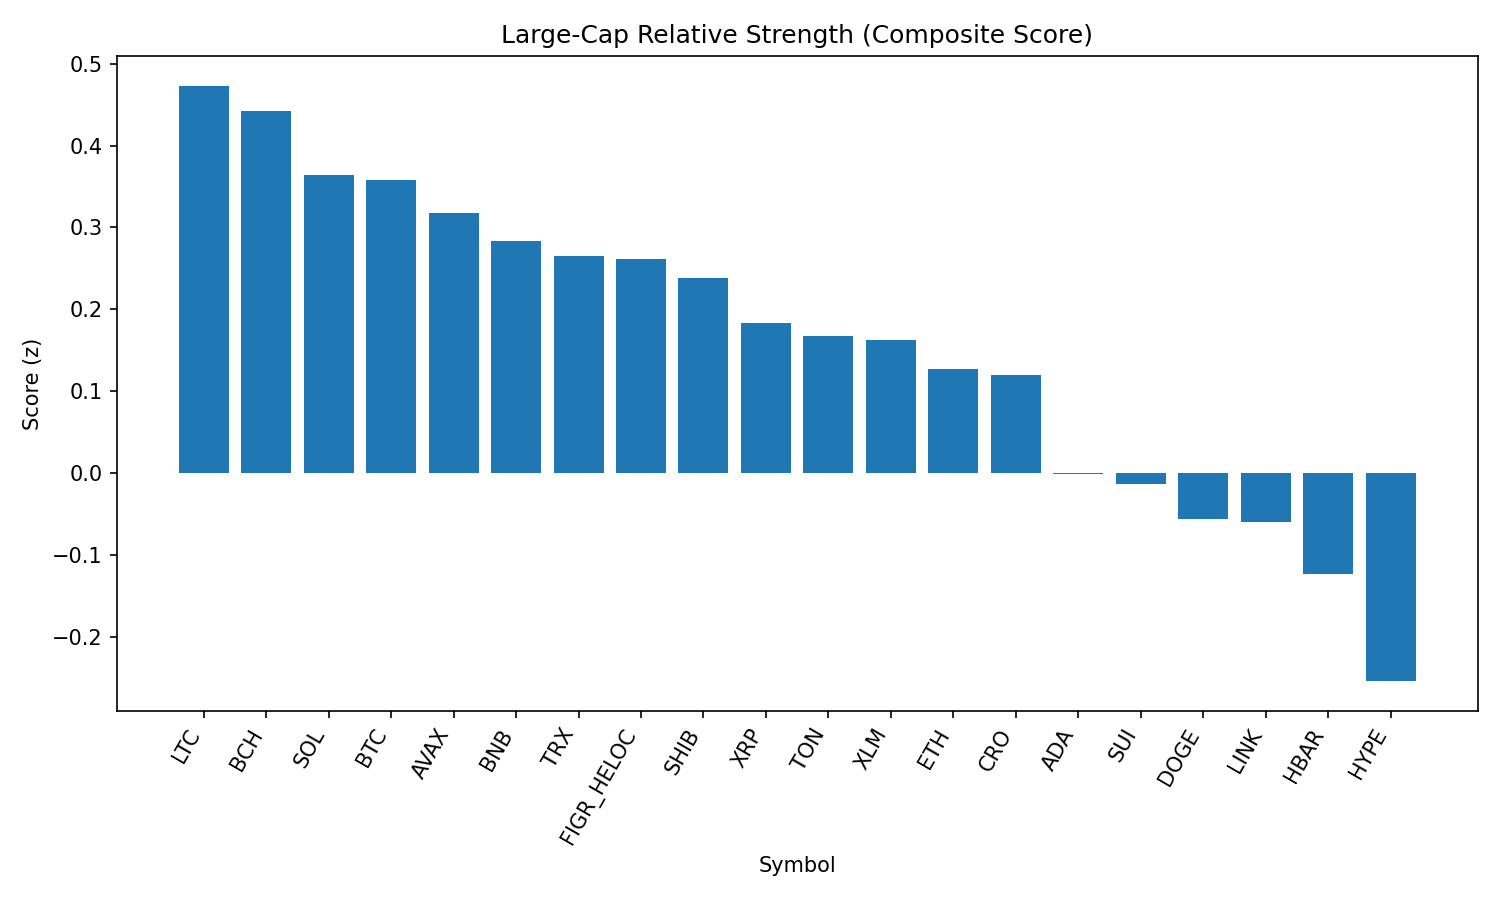 Large-Cap Relative Strength (Composite Score)
Score (z)
0.5
0.4
0.3
0.2
0.1
0.0
−0.1
−0.2
LTC
BCH
SOL
BTC
AVAX
BNB
TRX
FIGR_HELOC
SHIB
XRP
TON
XLM
ETH
CRO
ADA
SUI
DOGE
LINK
HBAR
HYPE
Symbol